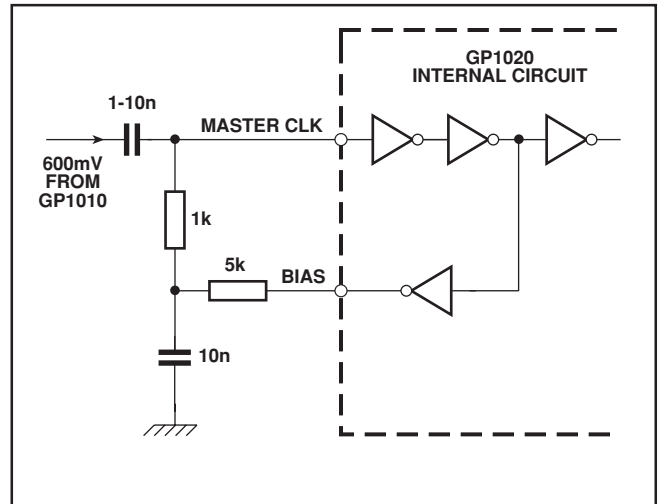 GP1020
INTERNAL CIRCUIT
1-10n
MASTER CLK
600mV
FROM
GP1010
1k
5k
BIAS
10n